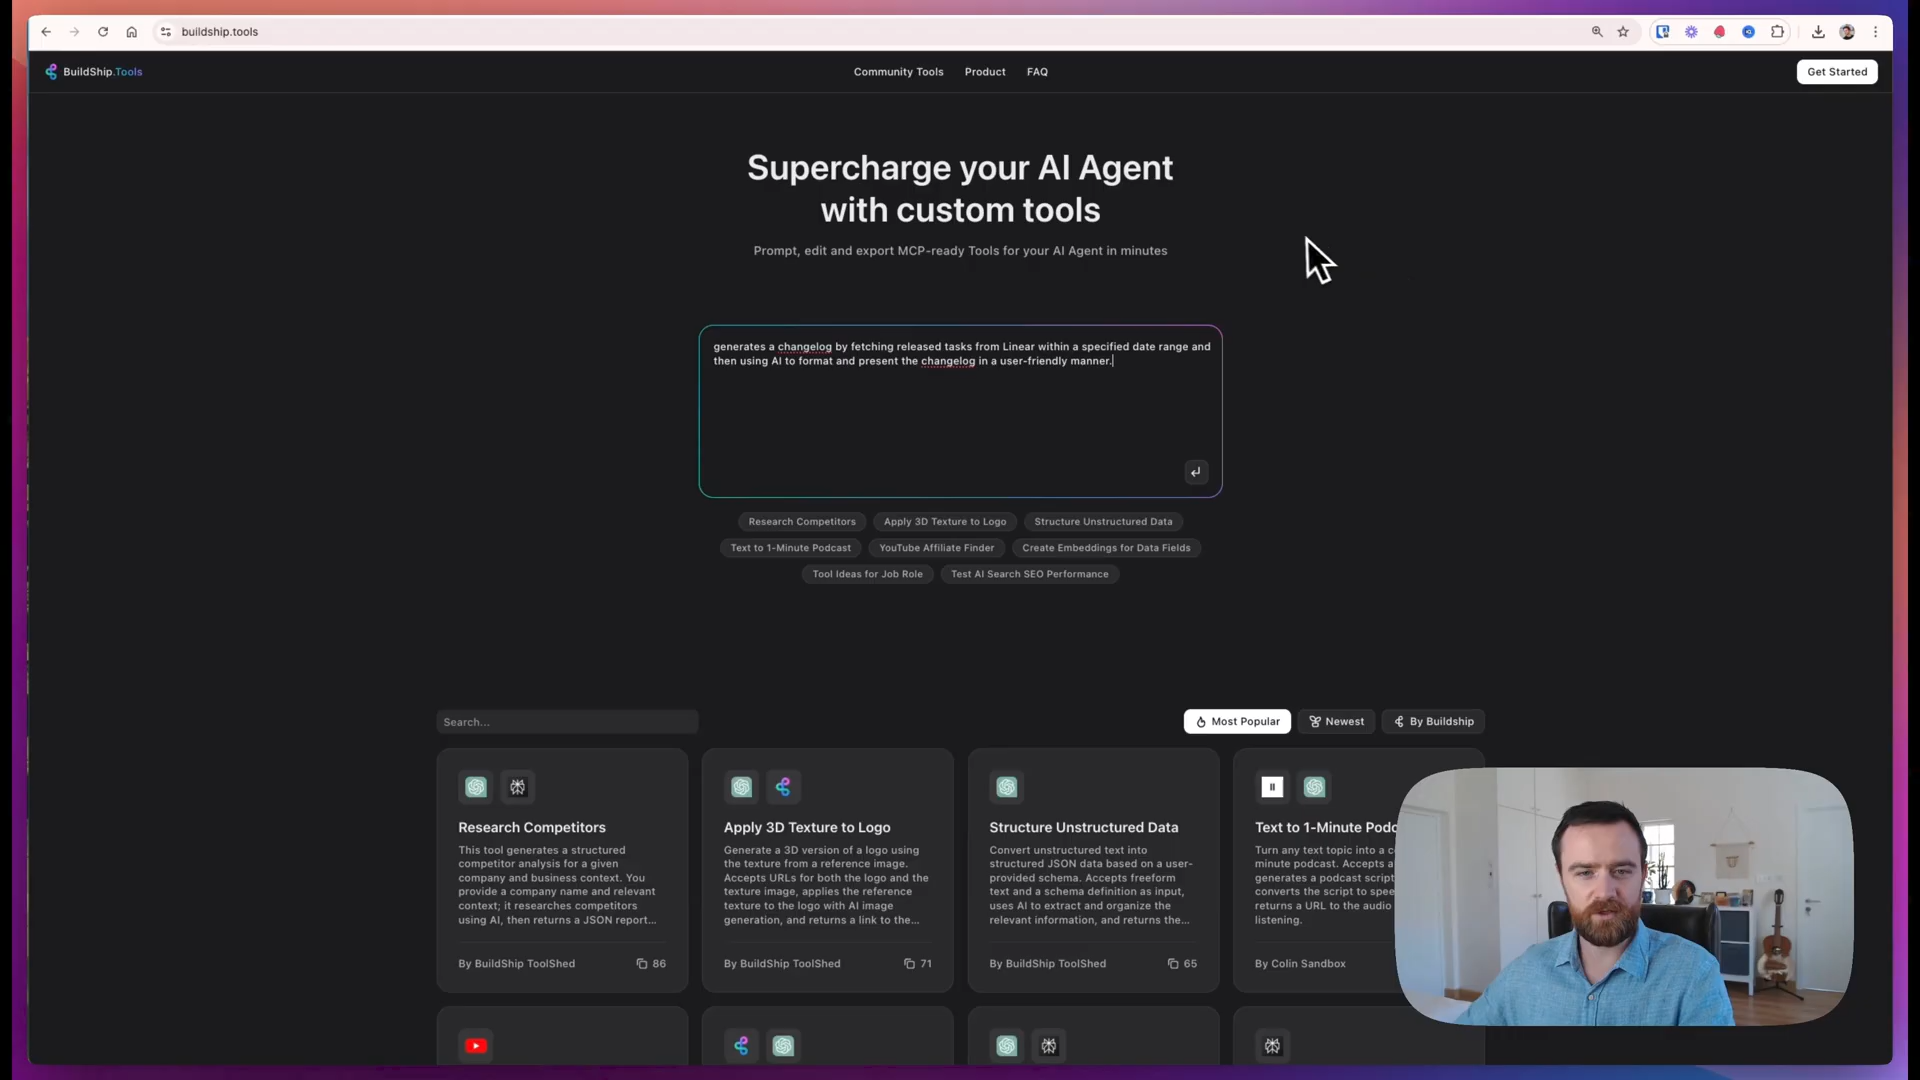 buildship.tools
BuildShip.Tools
Community Tools
Product
FAQ
Get Started
Supercharge your AI Agent
with custom tools
Prompt, edit and export MCP-ready Tools for your AI Agent in minutes
generates a changelog by fetching released tasks from Linear within a specified date range and
then using AI to format and present the changelog in a user-friendly manner.
Research Competitors
Apply 3D Texture to Logo
Structure Unstructured Data
Text to 1-Minute Podcast
YouTube Affiliate Finder
Create Embeddings for Data Fields
Tool Ideas for Job Role
Test AI Search SEO Performance
Search...
Most Popular
Newest
By Buildship
Research Competitors
This tool generates a structured
competitor analysis for a given
company and business context. You
provide a company name and relevant
context; it researches competitors
using AI, then returns a JSON report...
By BuildShip ToolShed
86
Apply 3D Texture to Logo
Generate a 3D version of a logo using
the texture from a reference image.
Accepts URLs for both the logo and the
texture image, applies the reference
texture to the logo with AI image
generation, and returns a link to the...
By BuildShip ToolShed
71
Structure Unstructured Data
Convert unstructured text into
structured JSON data based on a user-
provided schema. Accepts freeform
text and a schema definition as input,
uses AI to extract and organize the
relevant information, and returns the...
By BuildShip ToolShed
65
Text to 1-Minute
Turn any text topic into a
minute podcast. Accepts a
generates a podcast script
converts the script to
returns a URL to the audio
listening.
By Colin Sandbox